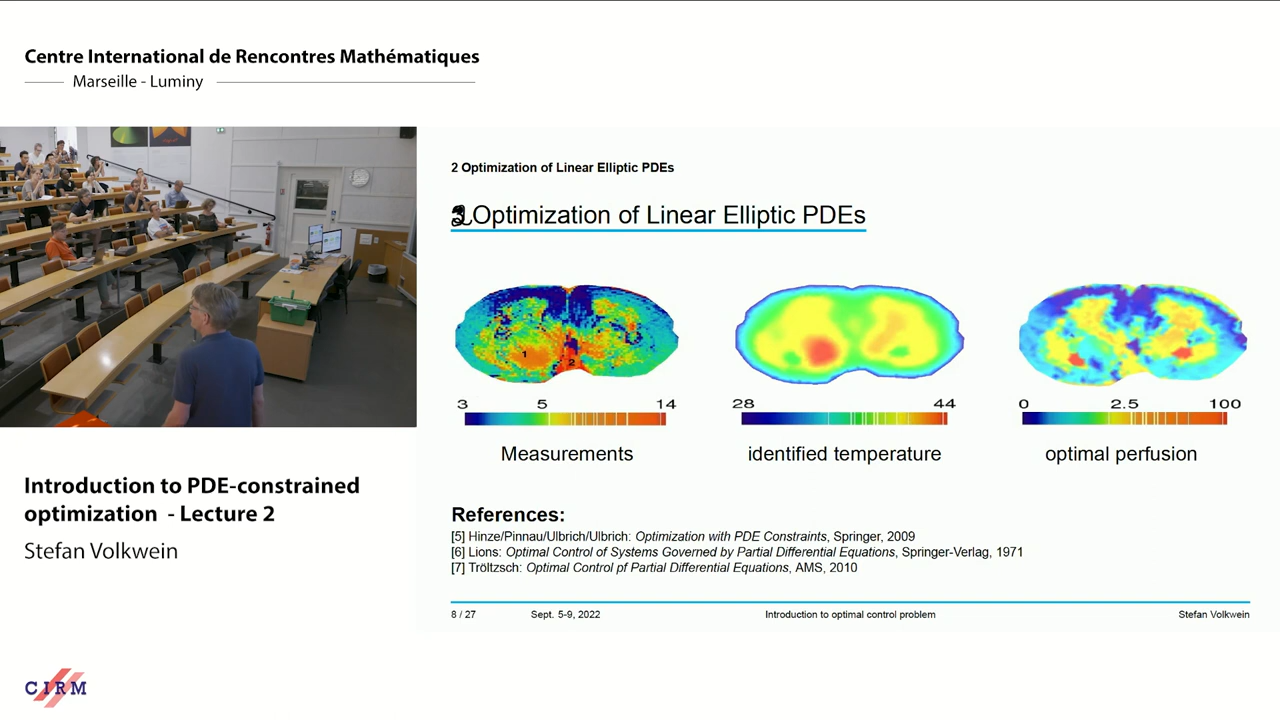 Centre International de Rencontres Mathématiques
Marseille - Luminy
2 Optimization of Linear Elliptic PDEs
Optimization of Linear Elliptic PDEs
1
2
3 5 14
28 44
0 2.5 100
Measurements
identified temperature
optimal perfusion
References:
[5] Hinze/Pinnau/Ulbrich/Ulbrich: Optimization with PDE Constraints, Springer, 2009
[6] Lions: Optimal Control of Systems Governed by Partial Differential Equations, Springer-Verlag, 1971
[7] Tröltzsch: Optimal Control pf Partial Differential Equations, AMS, 2010
8 / 27 Sept. 5-9, 2022 Introduction to optimal control problem Stefan Volkwein
Introduction to PDE-constrained
optimization - Lecture 2
Stefan Volkwein
CIRM